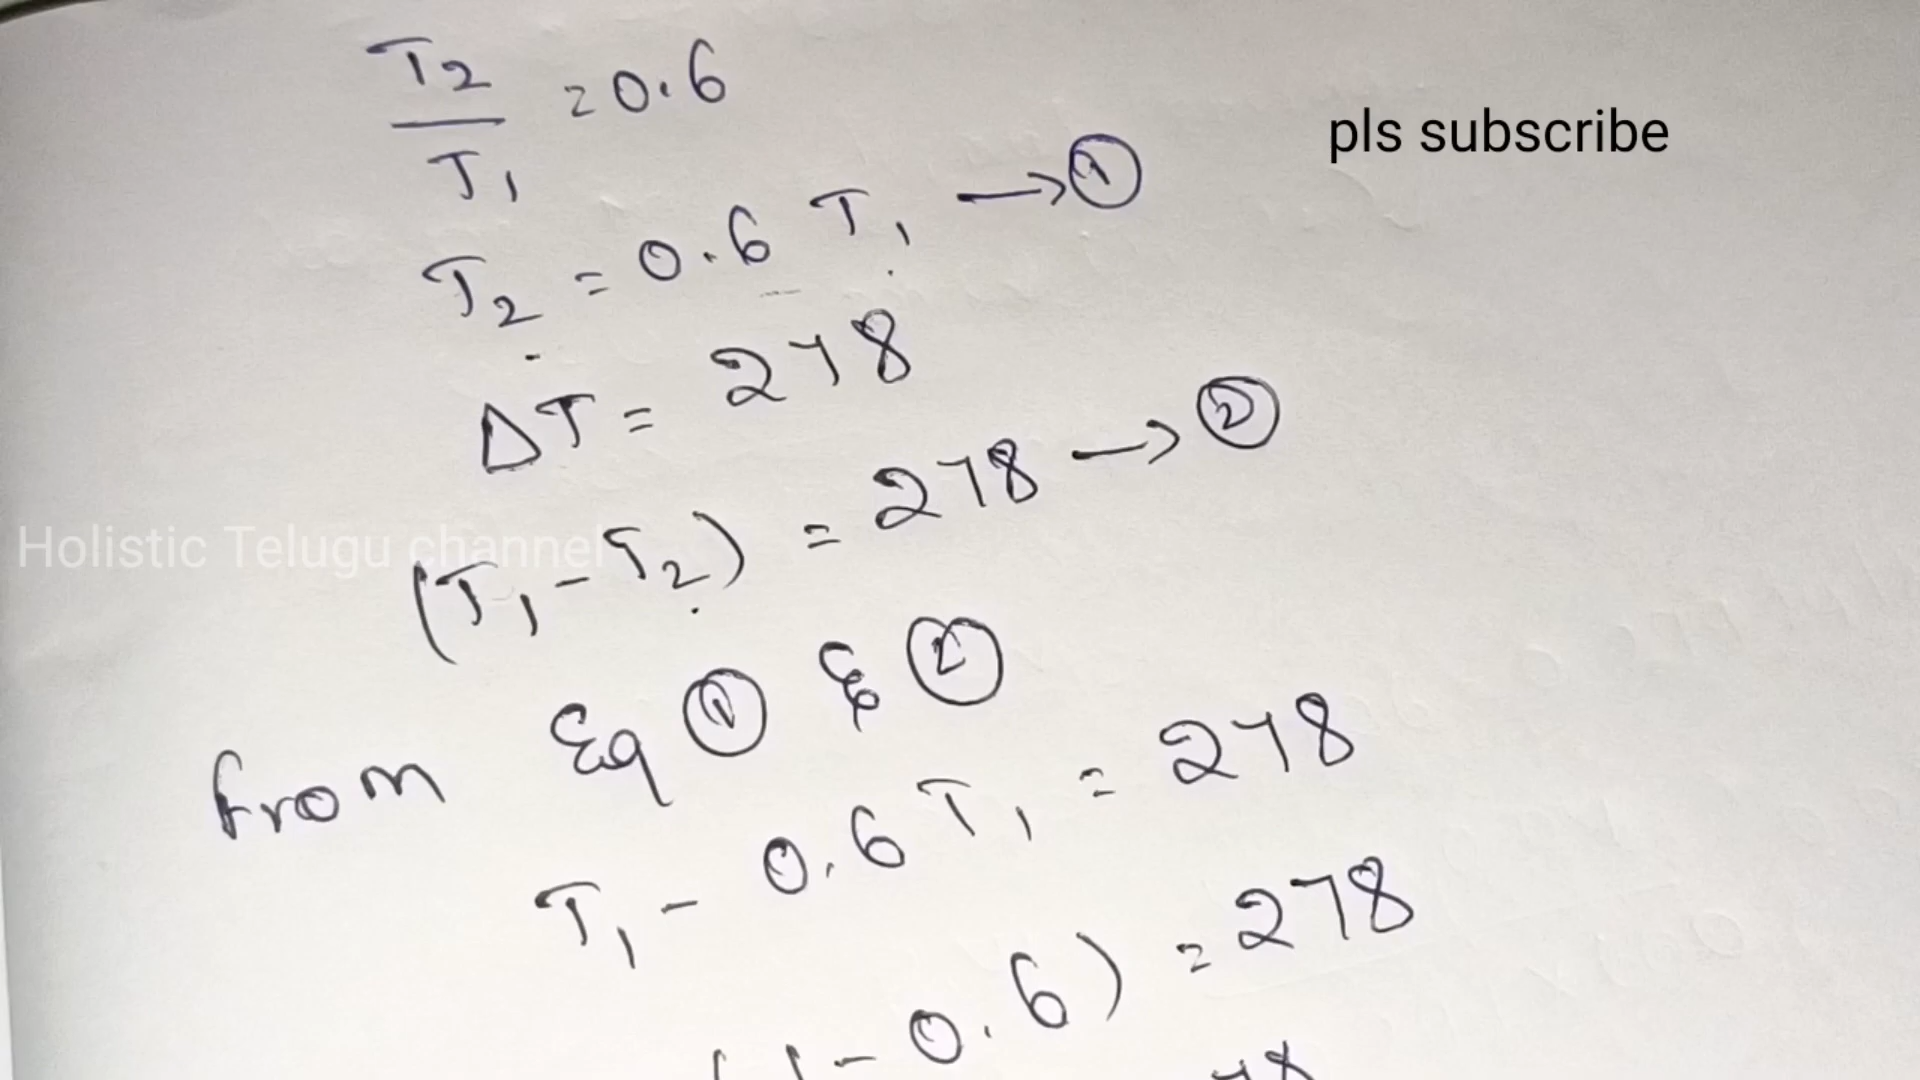 T2/T1 = 0.6
pls subscribe
T2 = 0.6 T1 → ①
ΔT = 278
(T1 - T2) = 278 → ②
Holistic Telugu channel
from Eq ① & ②
T1 - 0.6 T1 = 278
(1 - 0.6) = 278